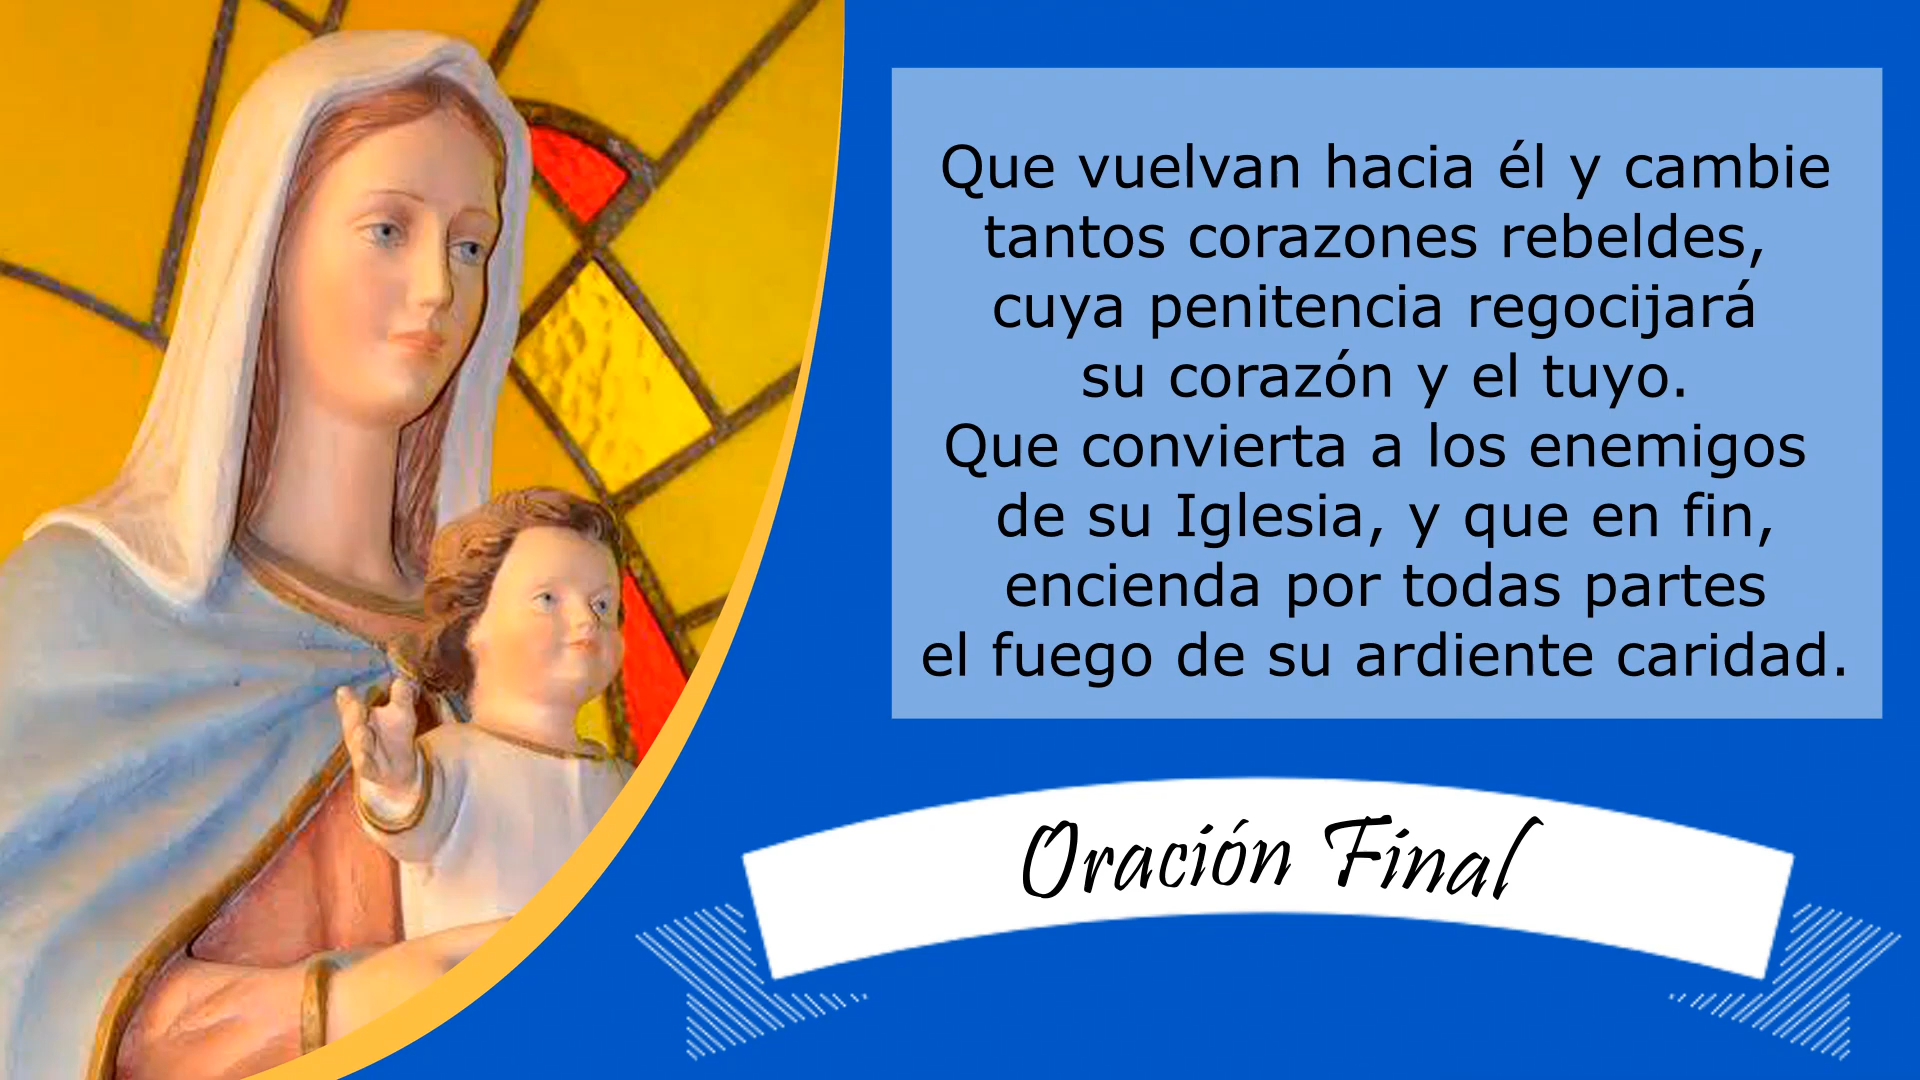 Que vuelvan hacia él y cambie
tantos corazones rebeldes,
cuya penitencia regocijará
su corazón y el tuyo.
Que convierta a los enemigos
de su Iglesia, y que en fin,
encienda por todas partes
el fuego de su ardiente caridad.
Oración Final